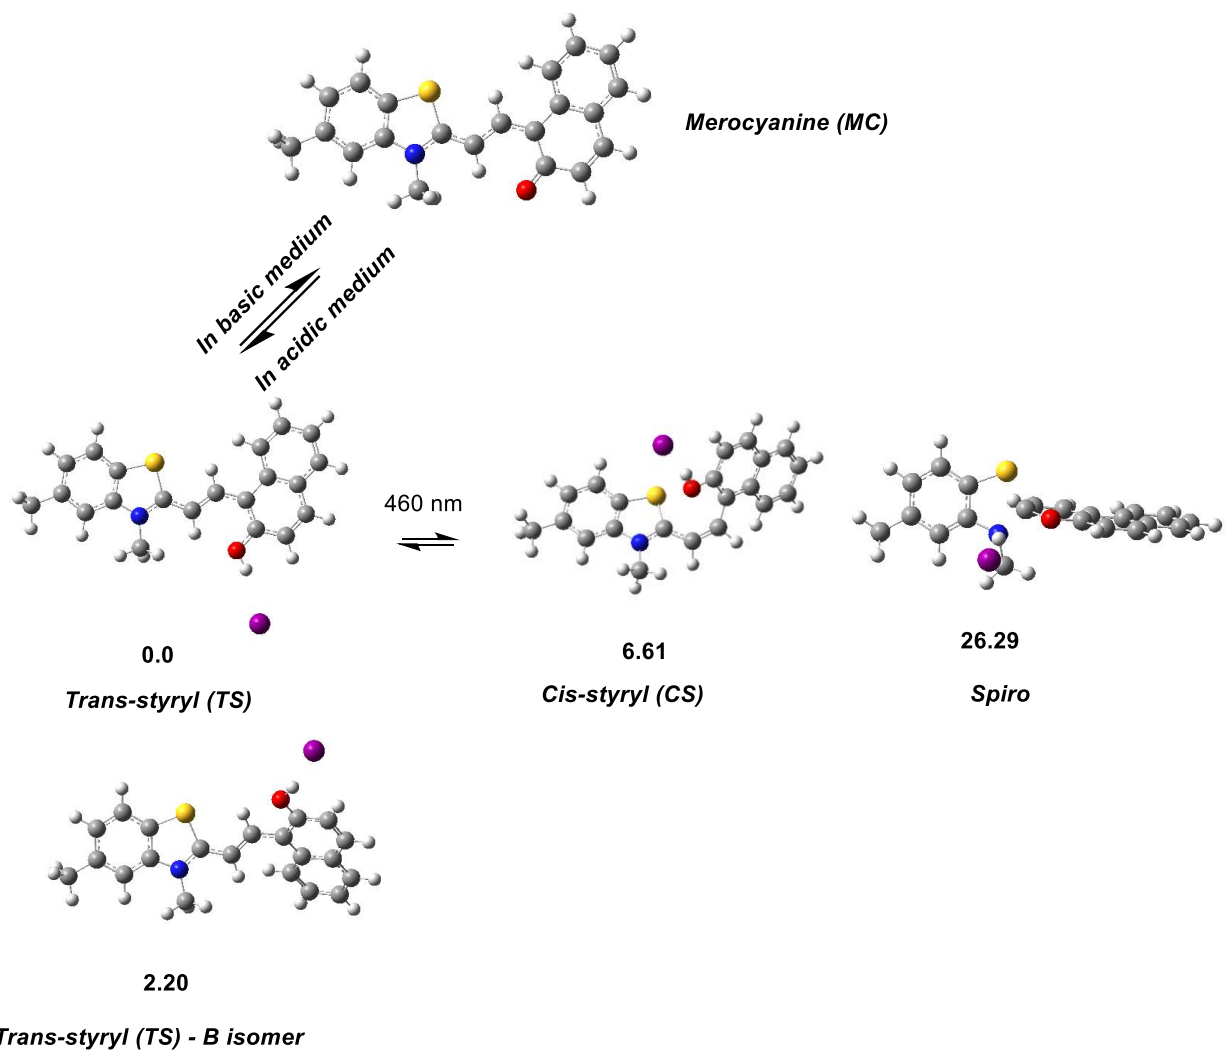 Merocyanine (MC)
In basic medium
In acidic medium
460 nm
0.0
6.61
26.29
Trans-styryl (TS)
Cis-styryl (CS)
Spiro
2.20
Trans-styryl (TS) - B isomer